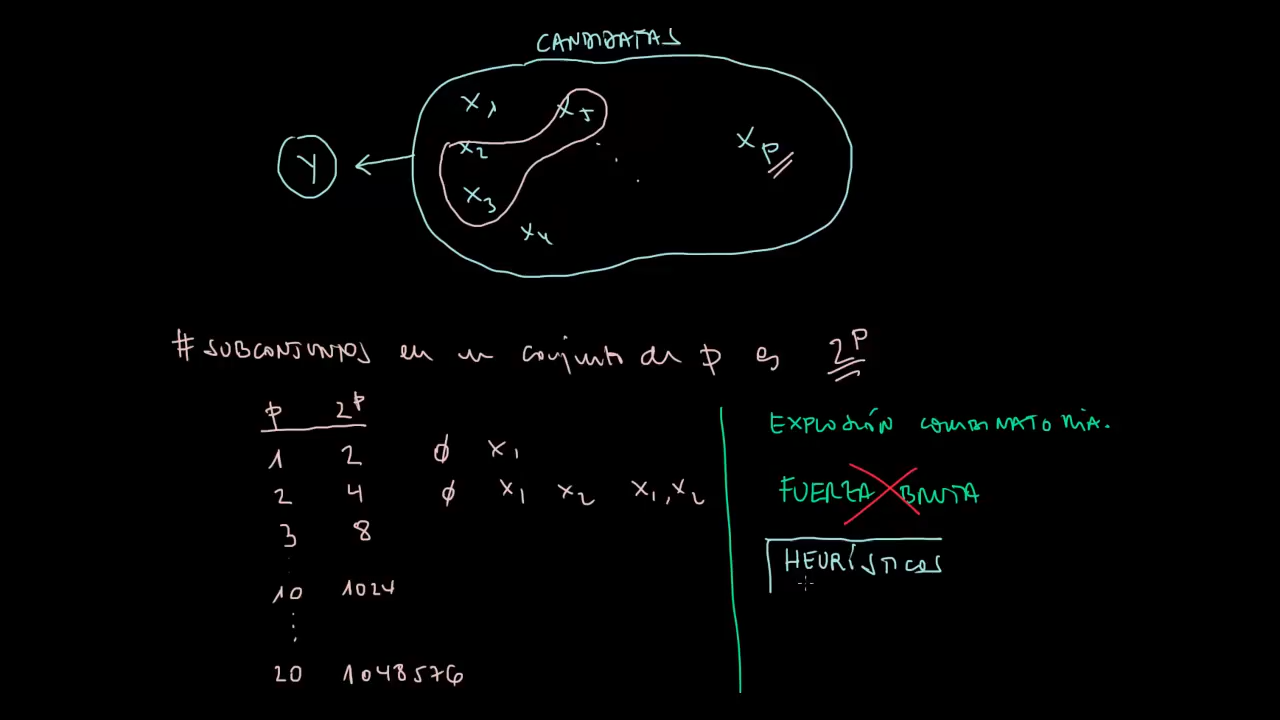 CANDIDATAS
X1 X5
Y X2 Xp
X3
X4
# SUBCONJUNTOS en un conjunto de p es 2^p
p 2^p
1 2 ϕ X1
2 4 ϕ X1 X2 X1, X2
3 8
10 1024
20 1048576
EXPLOSIÓN COMBINATORIA.
FUERZA BRUTA
HEURÍSTICOS